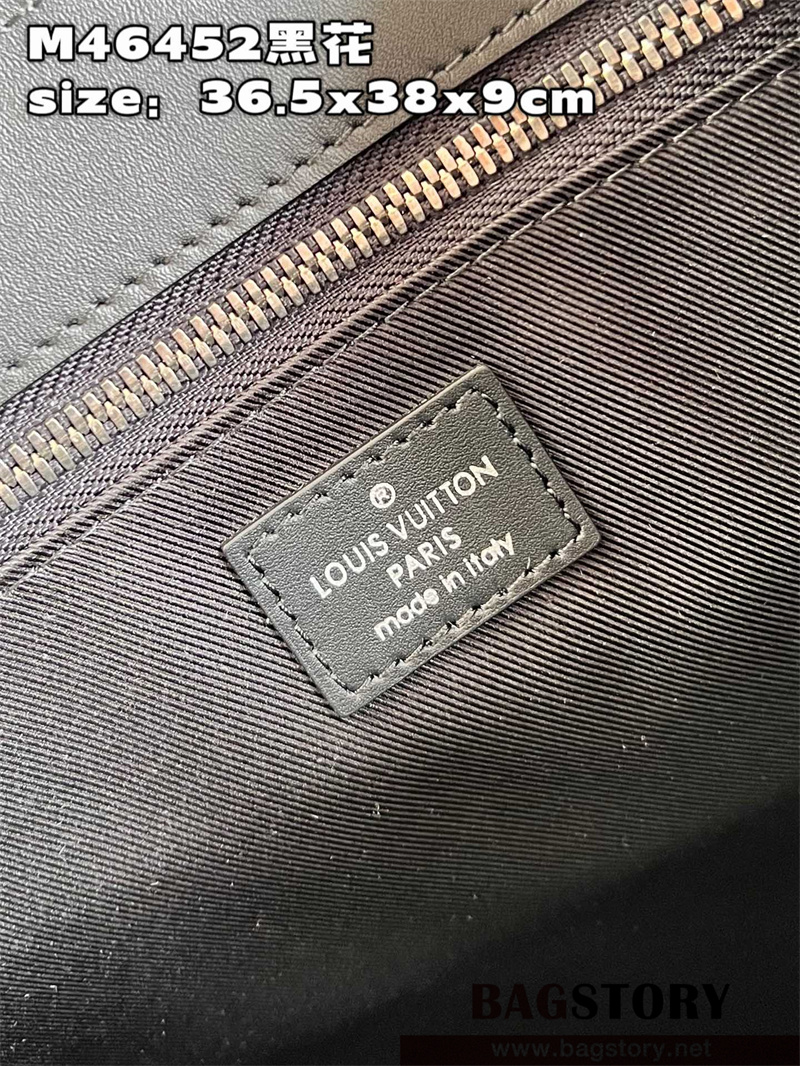 M46452黑花
size：36.5x38x9cm
®
LOUIS VUITTON
PARIS
made in Italy
BAGSTORY
www.bagstory.net